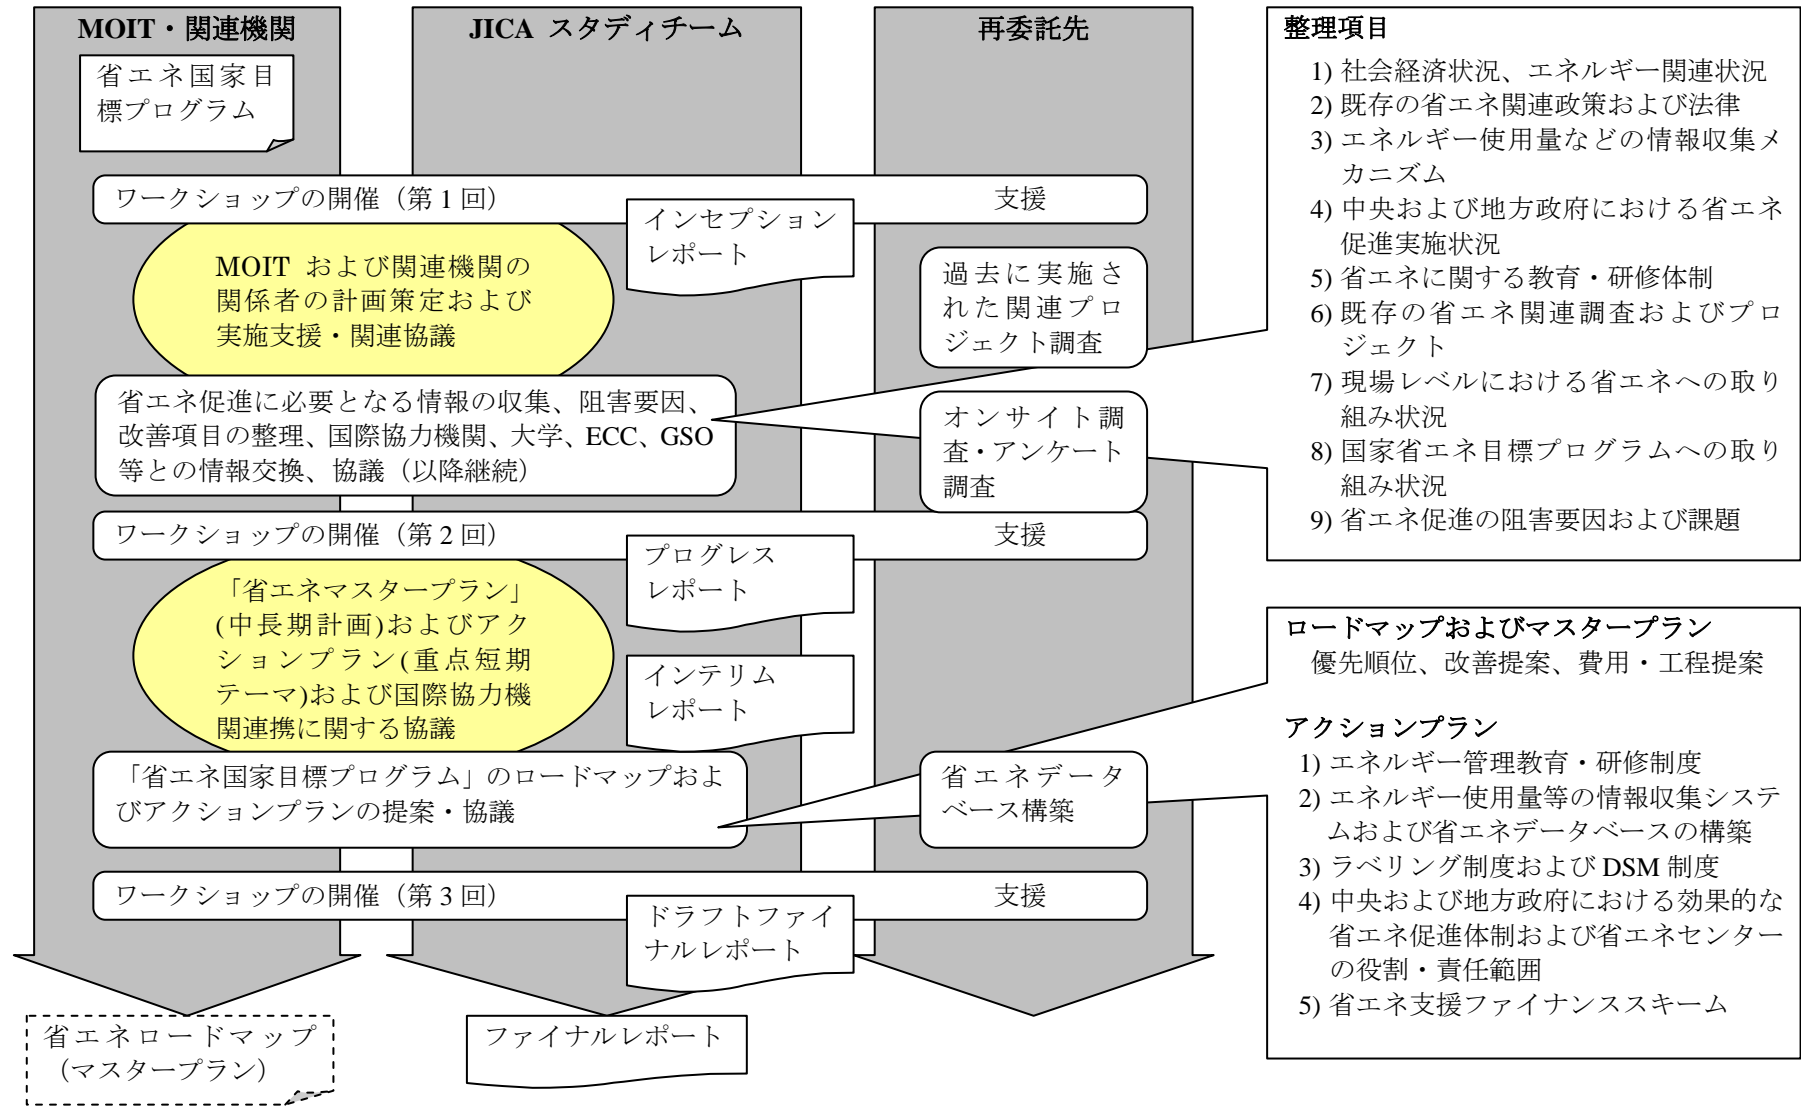 MOIT・関連機関
JICA スタディチーム
再委託先
省エネ国家目
標プログラム
ワークショップの開催（第 1 回）
支援
インセプション
レポート
MOIT および関連機関の
関係者の計画策定および
実施支援・関連協議
過去に実施さ
れた関連プロ
ジェクト調査
省エネ促進に必要となる情報の収集、阻害要因、
改善項目の整理、国際協力機関、大学、ECC、GSO
等との情報交換、協議（以降継続）
オンサイト調
査・アンケート
調査
ワークショップの開催（第 2 回）
支援
プログレス
レポート
「省エネマスタープラン」
(中長期計画)およびアク
ションプラン(重点短期
テーマ)および国際協力機
関連携に関する協議
インテリム
レポート
「省エネ国家目標プログラム」のロードマップおよ
びアクションプランの提案・協議
省エネデータ
ベース構築
ワークショップの開催（第 3 回）
支援
ドラフトファイ
ナルレポート
省エネロードマップ
（マスタープラン）
ファイナルレポート
整理項目
1) 社会経済状況、エネルギー関連状況
2) 既存の省エネ関連政策および法律
3) エネルギー使用量などの情報収集メ
カニズム
4) 中央および地方政府における省エネ
促進実施状況
5) 省エネに関する教育・研修体制
6) 既存の省エネ関連調査およびプロ
ジェクト
7) 現場レベルにおける省エネへの取り
組み状況
8) 国家省エネ目標プログラムへの取り
組み状況
9) 省エネ促進の阻害要因および課題
ロードマップおよびマスタープラン
優先順位、改善提案、費用・工程提案
アクションプラン
1) エネルギー管理教育・研修制度
2) エネルギー使用量等の情報収集システ
ムおよび省エネデータベースの構築
3) ラベリング制度および DSM 制度
4) 中央および地方政府における効果的な
省エネ促進体制および省エネセンター
の役割・責任範囲
5) 省エネ支援ファイナンススキーム